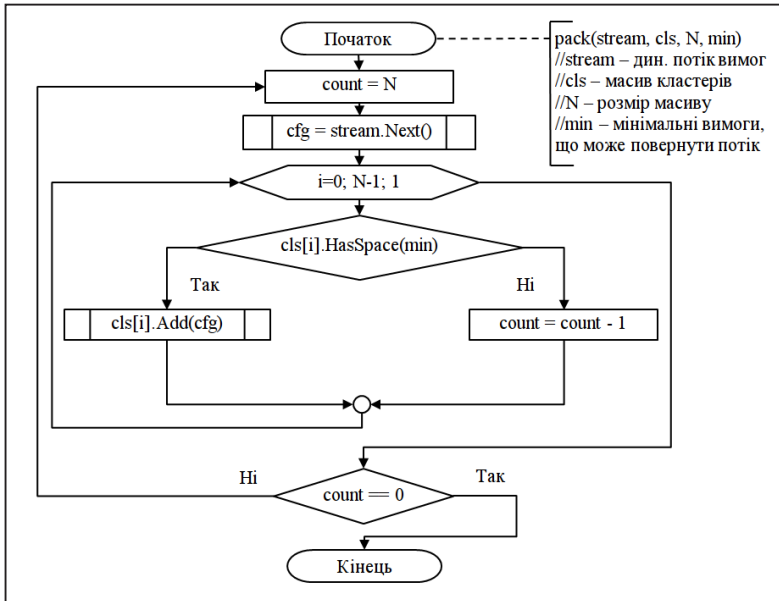 Початок
pack(stream, cls, N, min)
//stream – дин. потік вимог
//cls – масив кластерів
//N – розмір масиву
//min – мінімальні вимоги,
що може повернути потік
count = N
cfg = stream.Next()
i=0; N-1; 1
cls[i].HasSpace(min)
Так
Ні
cls[i].Add(cfg)
count = count - 1
Ні
Так
count == 0
Кінець